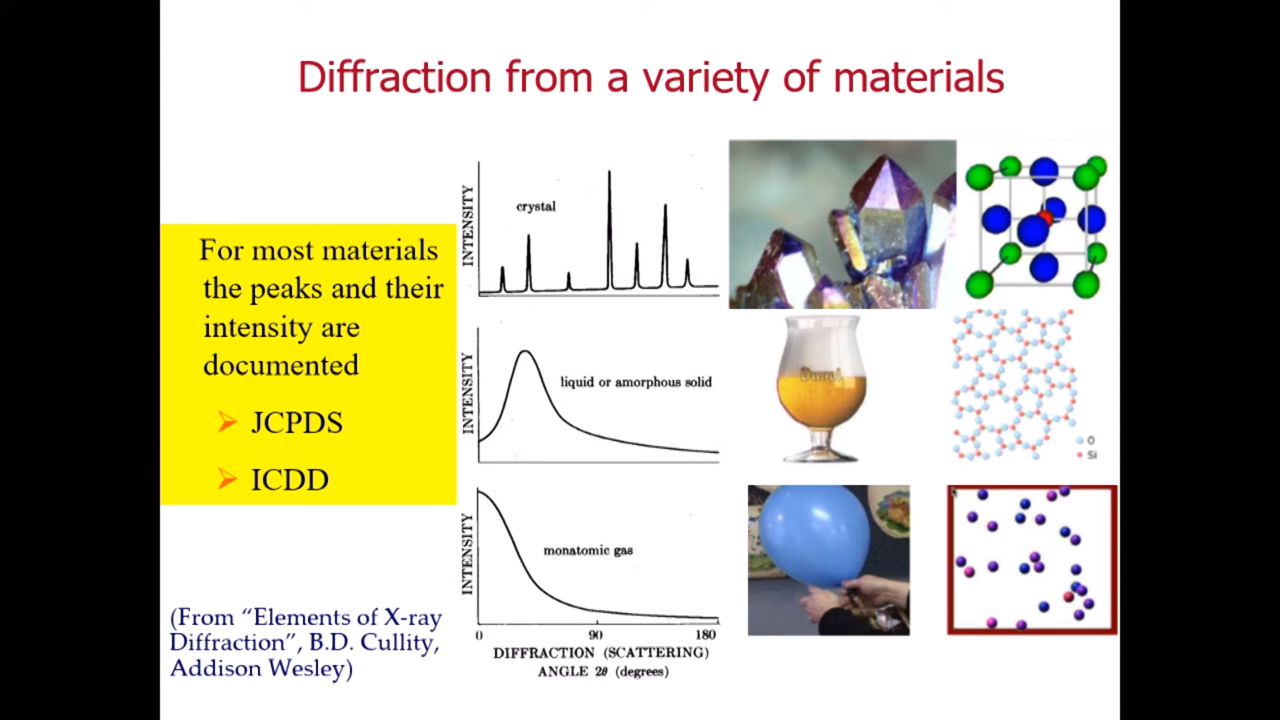 Diffraction from a variety of materials
For most materials
the peaks and their
intensity are
documented
➢ JCPDS
➢ ICDD
(From “Elements of X-ray
Diffraction”, B.D. Cullity,
Addison Wesley)
INTENSITY
crystal
INTENSITY
liquid or amorphous solid
INTENSITY
monatomic gas
0 90 180
DIFFRACTION (SCATTERING)
ANGLE 2θ (degrees)
Duvel
O
Si